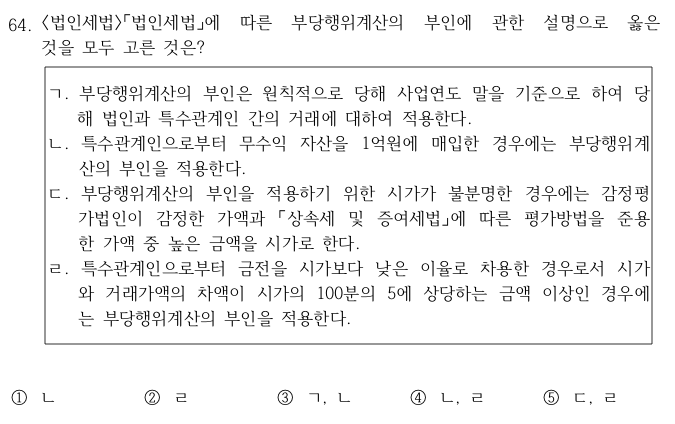 64. 〈법인세법〉「법인세법」에 따른 부당행위계산의 부인에 관한 설명으로 옳은
것을 모두 고른 것은?
ㄱ. 부당행위계산의 부인은 원칙적으로 당해 사업연도 말을 기준으로 하여 당
해 법인과 특수관계인 간의 거래에 대하여 적용한다.
ㄴ. 특수관계인으로부터 무수익 자산을 1억원에 매입한 경우에는 부당행위계
산의 부인을 적용한다.
ㄷ. 부당행위계산의 부인을 적용하기 위한 시가가 불분명한 경우에는 감정평
가법인이 감정한 가액과 「상속세 및 증여세법」에 따른 평가방법을 준용
한 가액 중 높은 금액을 시가로 한다.
ㄹ. 특수관계인으로부터 금전을 시가보다 낮은 이율로 차용한 경우로서 시가
와 거래가액의 차액이 시가의 100분의 5에 상당하는 금액 이상인 경우에
는 부당행위계산의 부인을 적용한다.
① ㄴ ② ㄹ ③ ㄱ, ㄴ ④ ㄴ, ㄹ ⑤ ㄷ, ㄹ